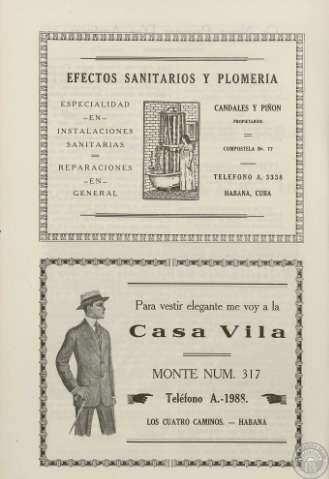 EFECTOS SANITARIOS Y PLOMERIA
ESPECIALIDAD
—EN—
INSTALACIONES
SANITARIAS
REPARACIONES
—EN—
GENERAL
CANDALES Y PIÑON
PROPIETARIOS
COMPOSTELA No. 77
TELEFONO A. 3338
HABANA, CUBA
Para vestir elegante me voy a la
Casa Vila
MONTE NUM. 317
Teléfono A.-1988.
LOS CUATRO CAMINOS. — HABANA